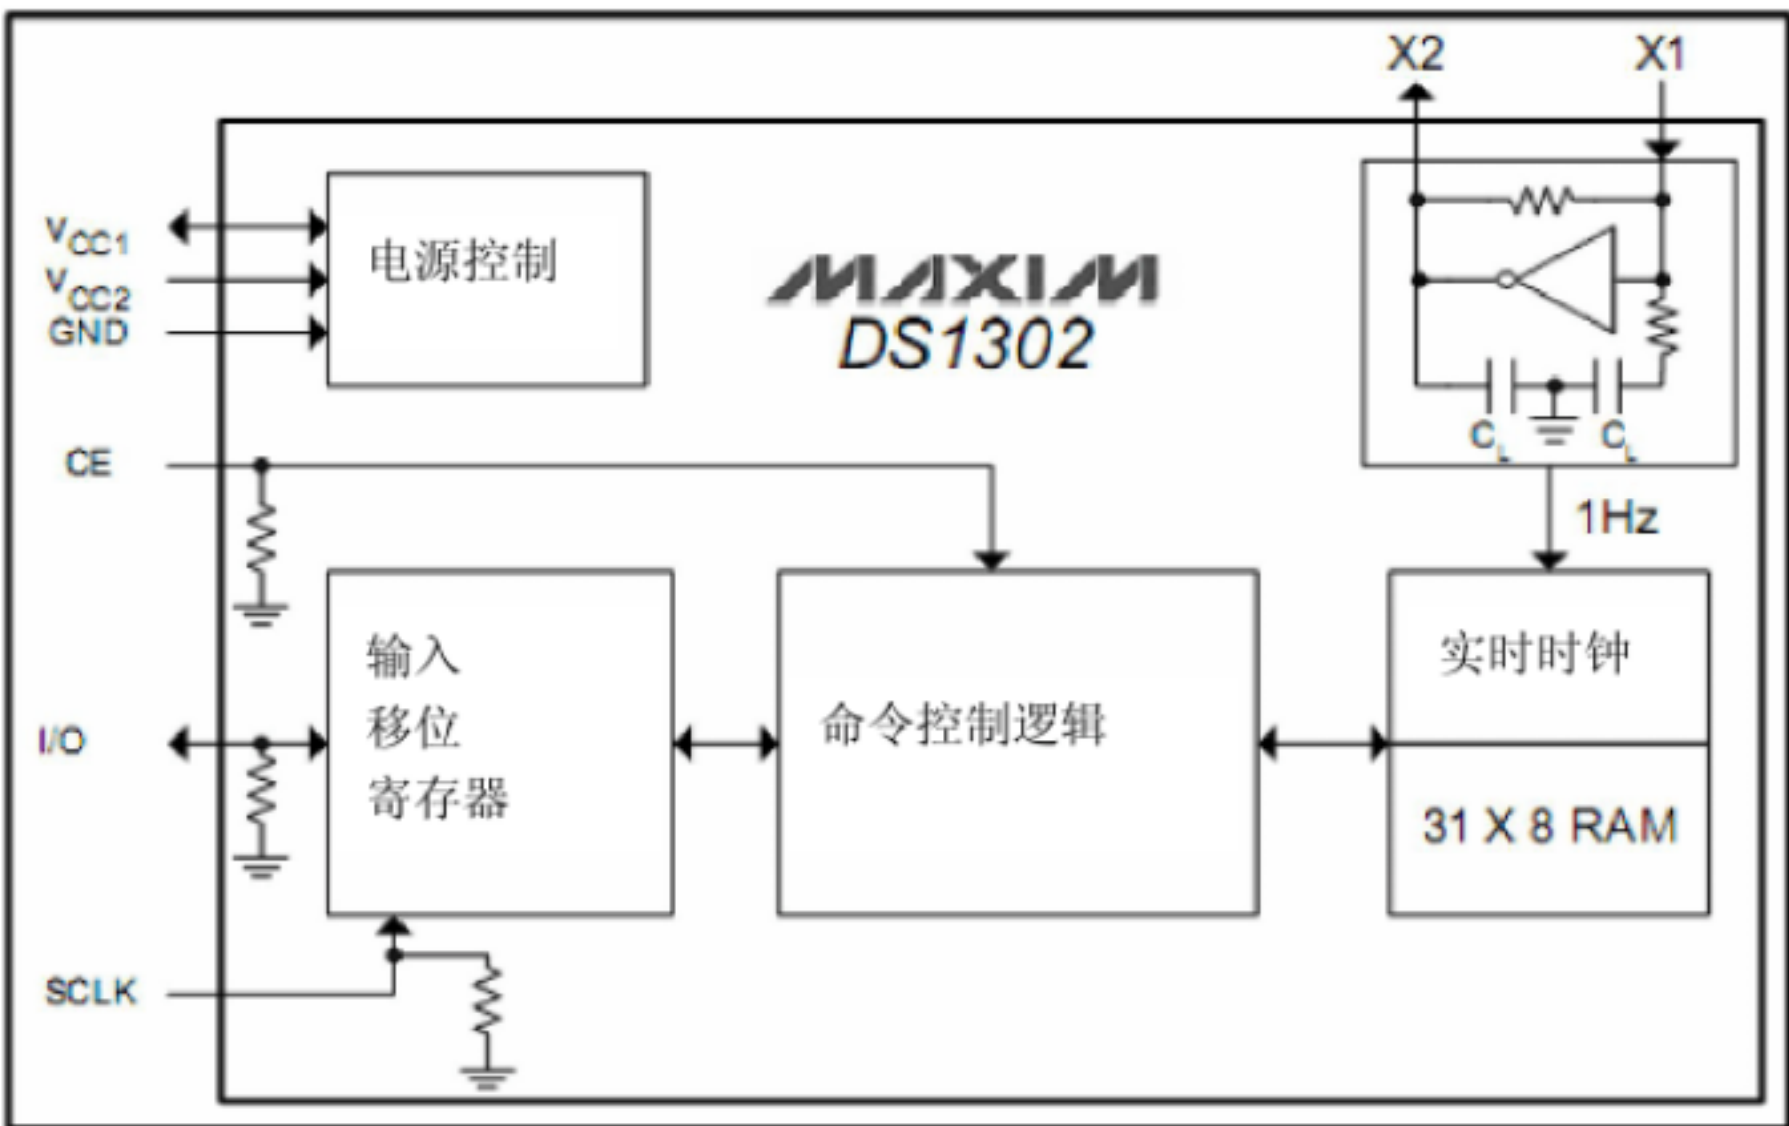 X2
X1
VCC1
VCC2
GND
电源控制
MAXIM
DS1302
CL
CL
CE
1Hz
输入
移位
寄存器
命令控制逻辑
实时时钟
I/O
31 X 8 RAM
SCLK